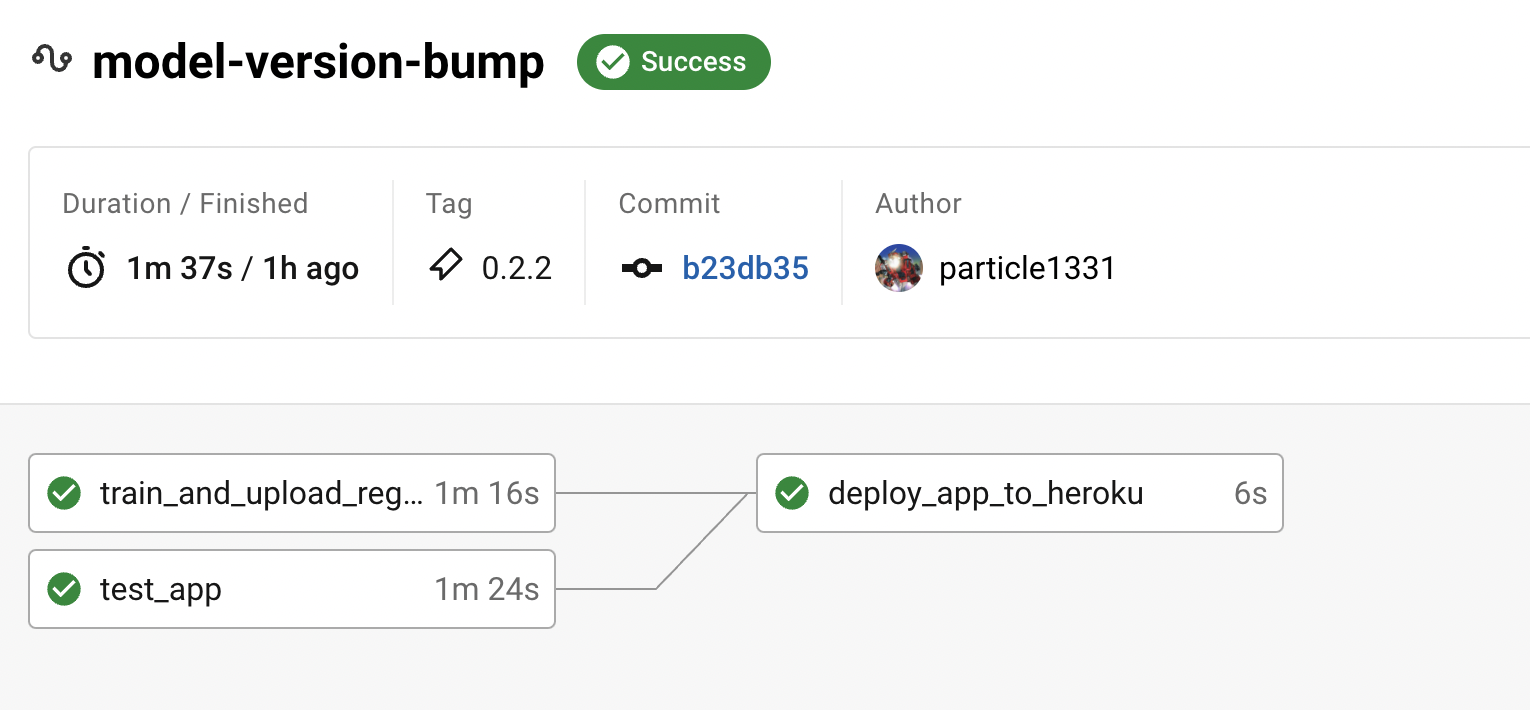 model-version-bump Success
Duration / Finished Tag Commit Author
1m 37s / 1h ago 0.2.2 b23db35 particle1331
train_and_upload_reg… 1m 16s deploy_app_to_heroku 6s
test_app 1m 24s